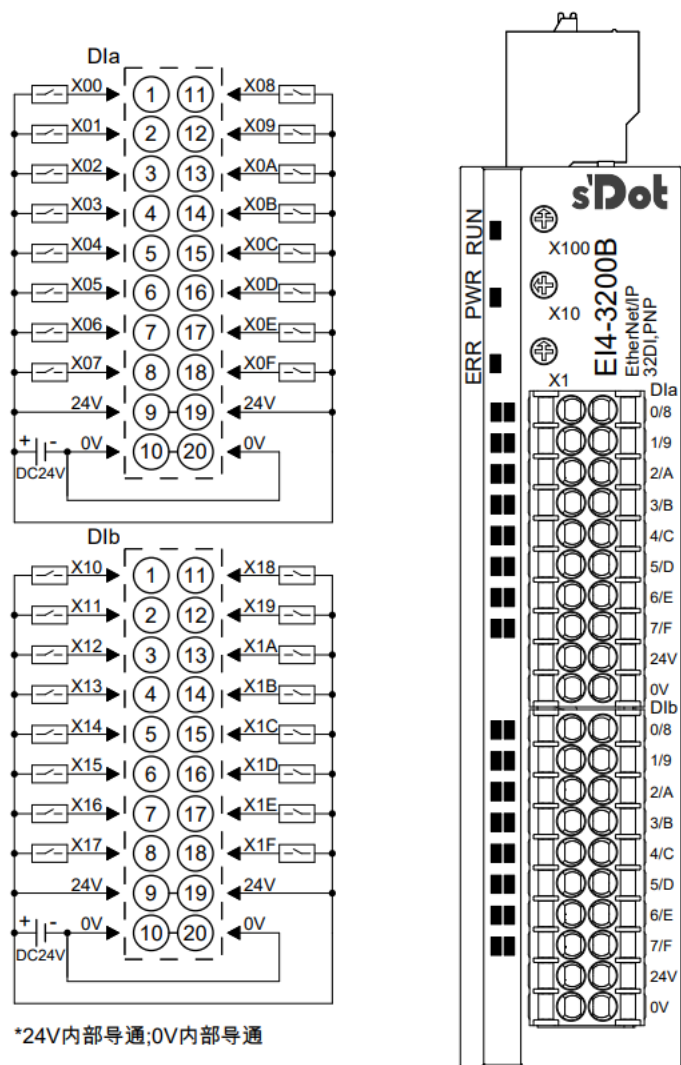 DIa
X00 1 11 X08
X01 2 12 X09
X02 3 13 X0A
X03 4 14 X0B
X04 5 15 X0C
X05 6 16 X0D
X06 7 17 X0E
X07 8 18 X0F
24V 9 19 24V
+ - 0V 10 20 0V
DC24V
DIb
X10 1 11 X18
X11 2 12 X19
X12 3 13 X1A
X13 4 14 X1B
X14 5 15 X1C
X15 6 16 X1D
X16 7 17 X1E
X17 8 18 X1F
24V 9 19 24V
+ - 0V 10 20 0V
DC24V
*24V内部导通;0V内部导通
s'Dot
RUN
PWR
ERR
X100
X10
X1
EI4-3200B
EtherNet/IP
32DI,PNP
DIa
0/8
1/9
2/A
3/B
4/C
5/D
6/E
7/F
24V
0V
DIb
0/8
1/9
2/A
3/B
4/C
5/D
6/E
7/F
24V
0V